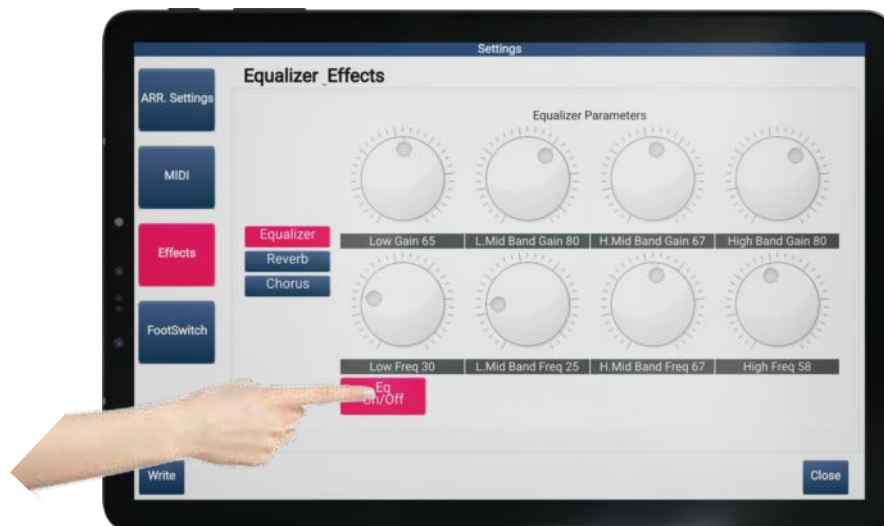 Settings
Equalizer_Effects
ARR. Settings
MIDI
Effects
FootSwitch
Equalizer
Reverb
Chorus
Equalizer Parameters
Low Gain 65
L.Mid Band Gain 80
H.Mid Band Gain 67
High Band Gain 80
Low Freq 30
L.Mid Band Freq 25
H.Mid Band Freq 67
High Freq 58
Eq
On/Off
Write
Close